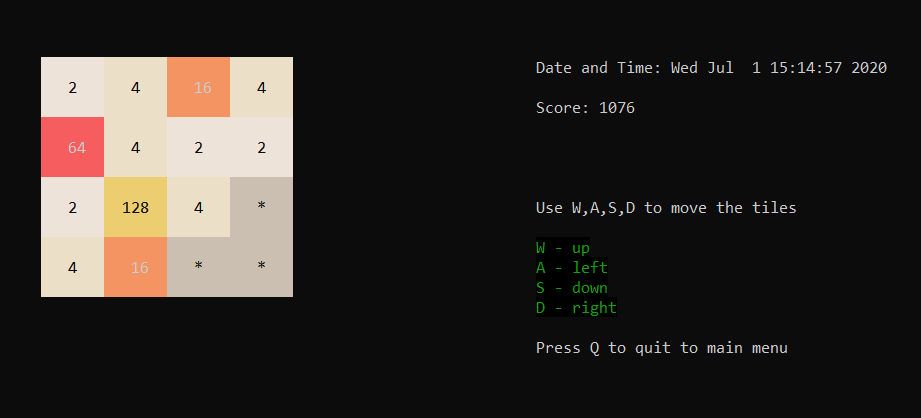 2 4 16 4
Date and Time: Wed Jul  1 15:14:57 2020
Score: 1076
64 4 2 2
2 128 4 *
Use W,A,S,D to move the tiles
W - up
4 16 * *
A - left
S - down
D - right
Press Q to quit to main menu